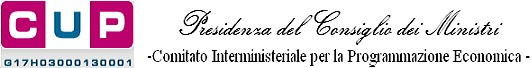 CUP
G17H03000130001
Presidenza del Consiglio dei Ministri
-Comitato Interministeriale per la Programmazione Economica -